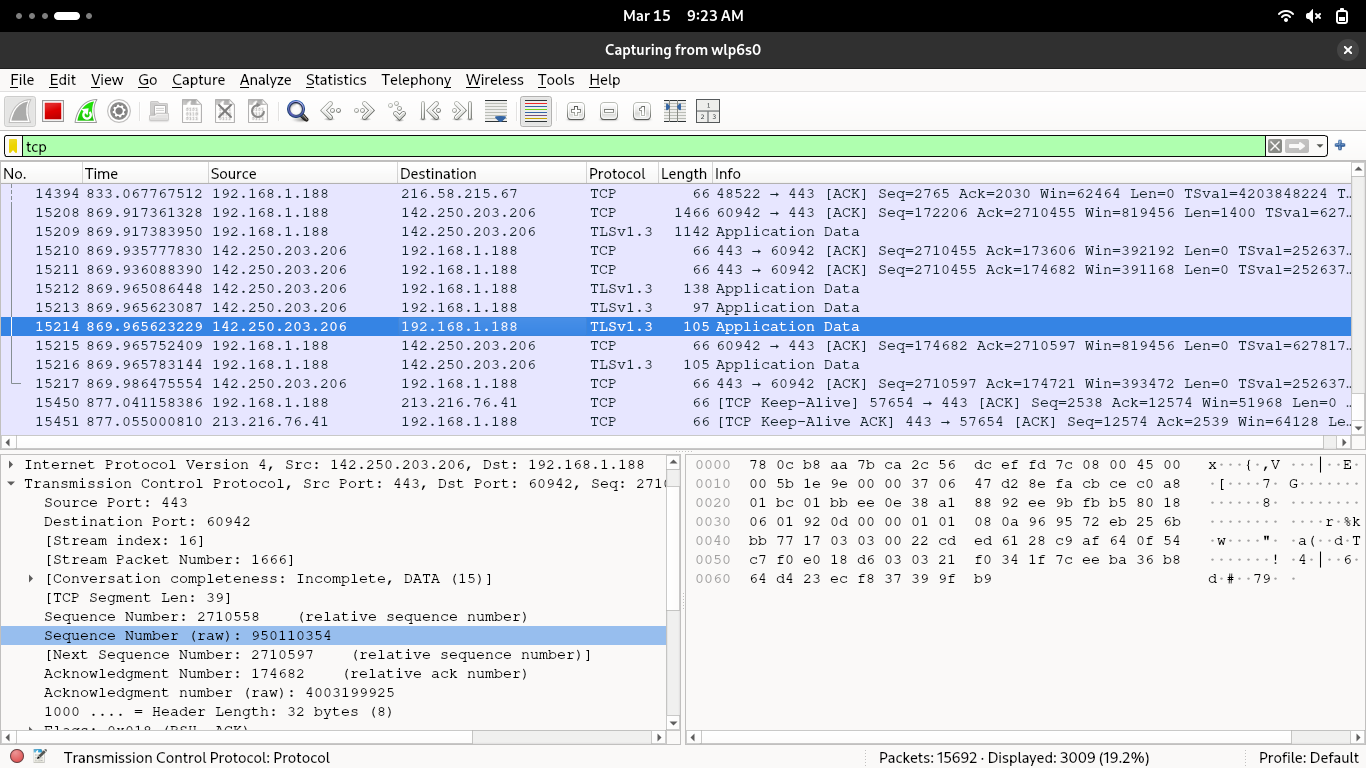 Mar 15 9:23 AM
Capturing from wlp6s0
File Edit View Go Capture Analyze Statistics Telephony Wireless Tools Help
tcp
No. Time Source Destination Protocol Length Info
14394 833.067767512 192.168.1.188 216.58.215.67 TCP 66 48522 → 443 [ACK] Seq=2765 Ack=2030 Win=62464 Len=0 TSval=4203848224 T…
15208 869.917361328 192.168.1.188 142.250.203.206 TCP 1466 60942 → 443 [ACK] Seq=172206 Ack=2710455 Win=819456 Len=1400 TSval=627…
15209 869.917383950 192.168.1.188 142.250.203.206 TLSv1.3 1142 Application Data
15210 869.935777830 142.250.203.206 192.168.1.188 TCP 66 443 → 60942 [ACK] Seq=2710455 Ack=173606 Win=392192 Len=0 TSval=252637…
15211 869.936088390 142.250.203.206 192.168.1.188 TCP 66 443 → 60942 [ACK] Seq=2710455 Ack=174682 Win=391168 Len=0 TSval=252637…
15212 869.965086448 142.250.203.206 192.168.1.188 TLSv1.3 138 Application Data
15213 869.965623087 142.250.203.206 192.168.1.188 TLSv1.3 97 Application Data
15214 869.965623229 142.250.203.206 192.168.1.188 TLSv1.3 105 Application Data
15215 869.965752409 192.168.1.188 142.250.203.206 TCP 66 60942 → 443 [ACK] Seq=174682 Ack=2710597 Win=819456 Len=0 TSval=627817…
15216 869.965783144 192.168.1.188 142.250.203.206 TLSv1.3 105 Application Data
15217 869.986475554 142.250.203.206 192.168.1.188 TCP 66 443 → 60942 [ACK] Seq=2710597 Ack=174721 Win=393472 Len=0 TSval=252637…
15450 877.041158386 192.168.1.188 213.216.76.41 TCP 66 [TCP Keep-Alive] 57654 → 443 [ACK] Seq=2538 Ack=12574 Win=51968 Len=0 …
15451 877.055000810 213.216.76.41 192.168.1.188 TCP 66 [TCP Keep-Alive ACK] 443 → 57654 [ACK] Seq=12574 Ack=2539 Win=64128 Le…
Internet Protocol Version 4, Src: 142.250.203.206, Dst: 192.168.1.188
Transmission Control Protocol, Src Port: 443, Dst Port: 60942, Seq: 2710
Source Port: 443
Destination Port: 60942
[Stream index: 16]
[Stream Packet Number: 1666]
[Conversation completeness: Incomplete, DATA (15)]
[TCP Segment Len: 39]
Sequence Number: 2710558 (relative sequence number)
Sequence Number (raw): 950110354
[Next Sequence Number: 2710597 (relative sequence number)]
Acknowledgment Number: 174682 (relative ack number)
Acknowledgment number (raw): 4003199925
1000 .... = Header Length: 32 bytes (8)
Flags: 0x018 (PSH, ACK)
0000 78 0c b8 aa 7b ca 2c 56 dc ef fd 7c 08 00 45 00 x···{·,V ···|··E·
0010 00 5b 1e 9e 00 00 37 06 47 d2 8e fa cb ce c0 a8 ·[····7· G·······
0020 01 bc 01 bb ee 0e 38 a1 88 92 ee 9b fb b5 80 18 ······8· ········
0030 06 01 92 0d 00 00 01 01 08 0a 96 95 72 eb 25 6b ········ ····r·%k
0040 bb 77 17 03 03 00 22 cd ed 61 28 c9 af 64 0f 54 ·w····"· ·a(··d·T
0050 c7 f0 e0 18 d6 03 03 21 f0 34 1f 7c ee ba 36 b8 ·······! ·4·|··6·
0060 64 d4 23 ec f8 37 39 9f b9 d·#··79· ·
Transmission Control Protocol: Protocol
Packets: 15692 · Displayed: 3009 (19.2%)
Profile: Default